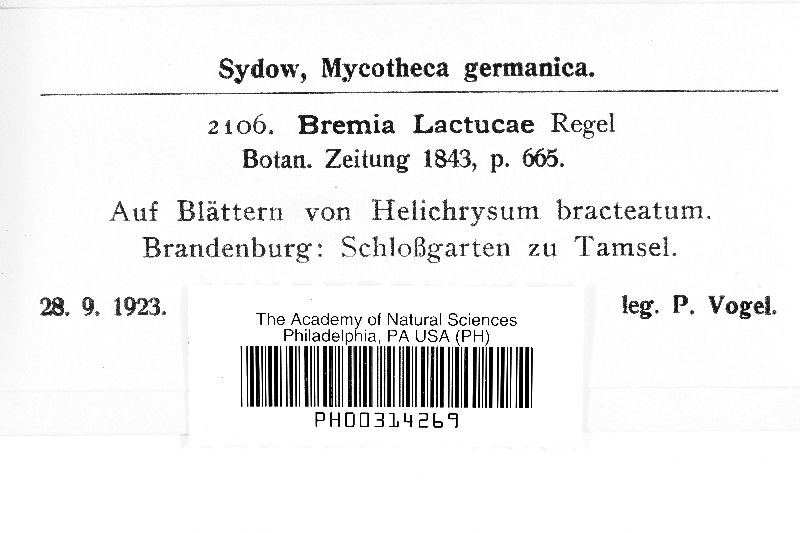 Sydow, Mycotheca germanica.
2106. Bremia Lactucae Regel
Botan. Zeitung 1843, p. 665.
Auf Blättern von Helichrysum bracteatum.
Brandenburg: Schloßgarten zu Tamsel.
28. 9. 1923. leg. P. Vogel.
The Academy of Natural Sciences
Philadelphia, PA USA (PH)
PH00314269